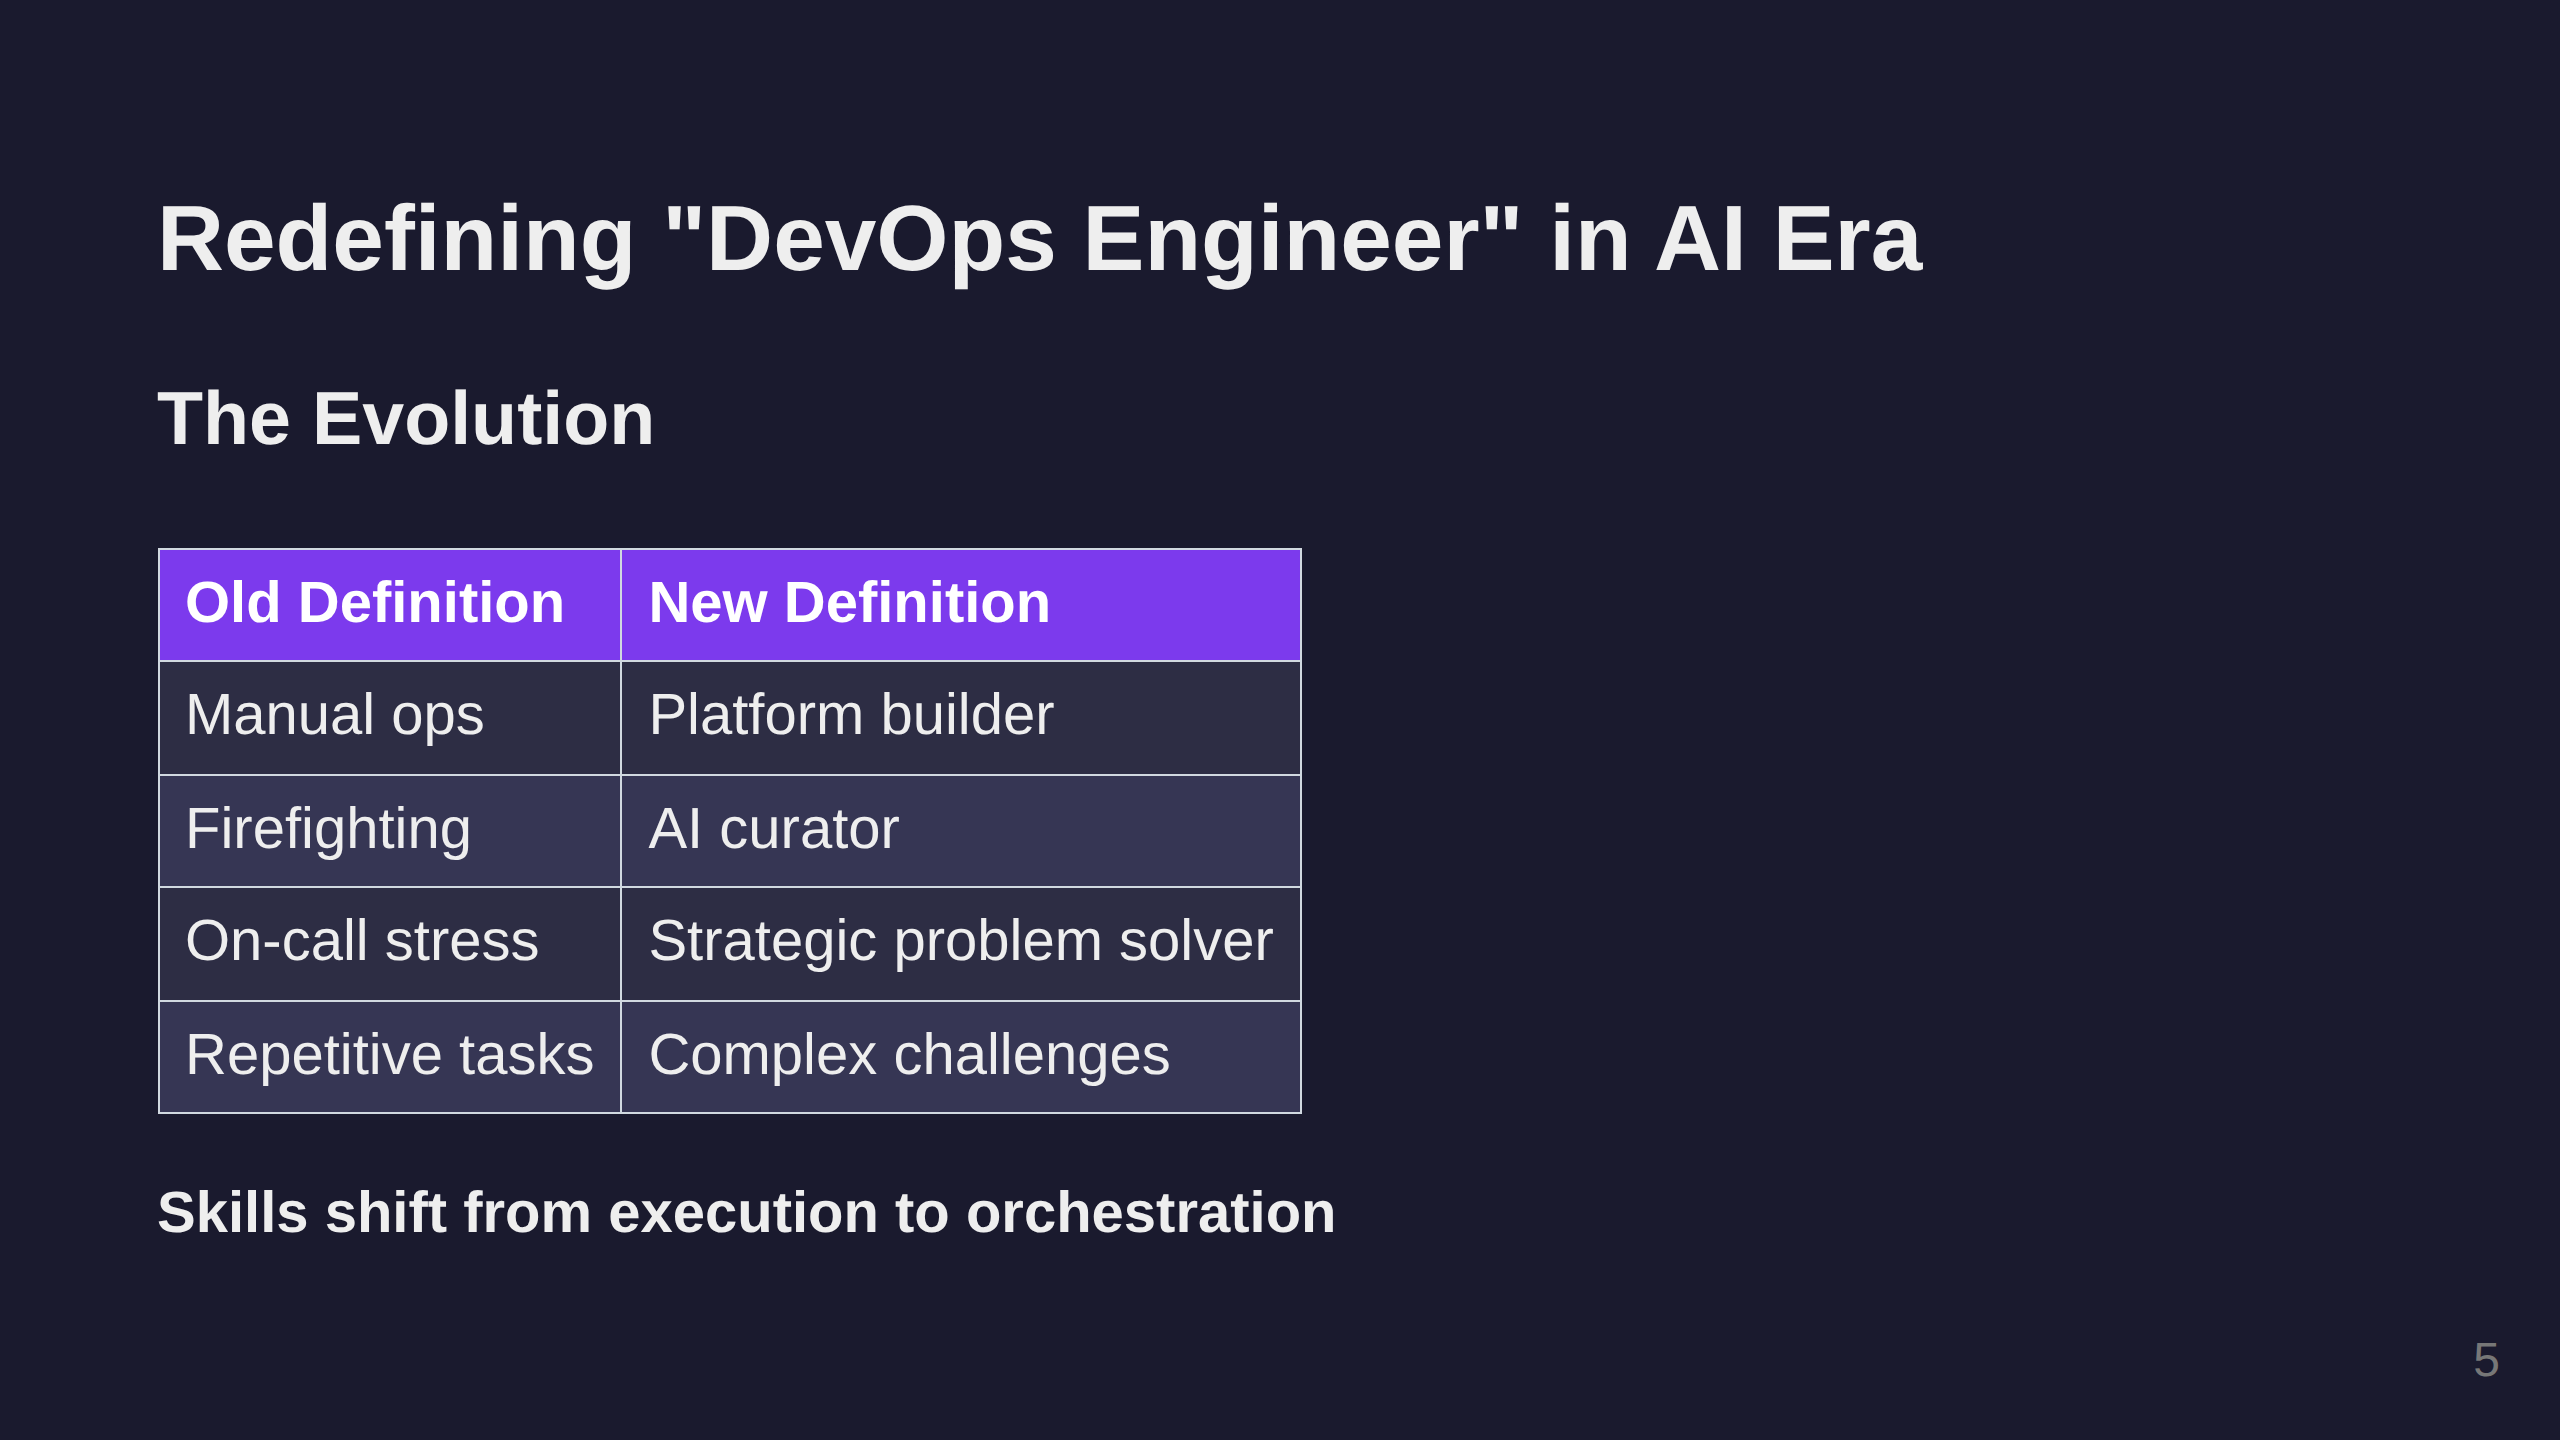 Redefining "DevOps Engineer" in AI Era
The Evolution
Old Definition New Definition
Manual ops Platform builder
Firefighting AI curator
On-call stress Strategic problem solver
Repetitive tasks Complex challenges
Skills shift from execution to orchestration
5